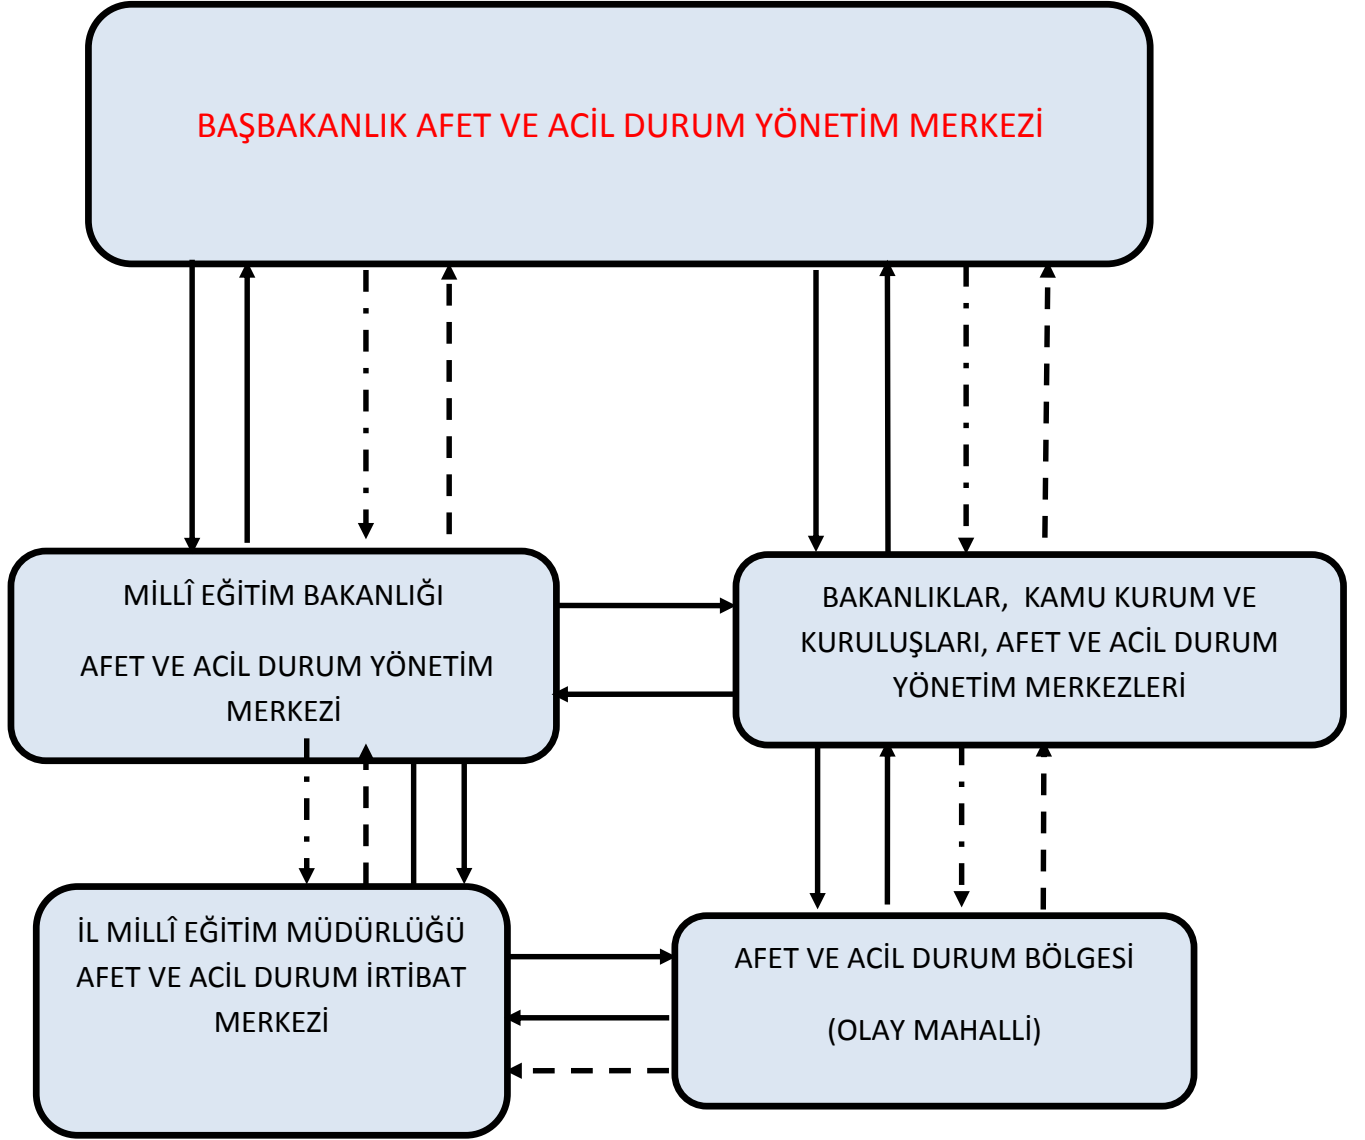 BAŞBAKANLIK AFET VE ACİL DURUM YÖNETİM MERKEZİ
MİLLÎ EĞİTİM BAKANLIĞI
AFET VE ACİL DURUM YÖNETİM
MERKEZİ
BAKANLIKLAR, KAMU KURUM VE
KURULUŞLARI, AFET VE ACİL DURUM
YÖNETİM MERKEZLERİ
İL MİLLÎ EĞİTİM MÜDÜRLÜĞÜ
AFET VE ACİL DURUM İRTİBAT
MERKEZİ
AFET VE ACİL DURUM BÖLGESİ
(OLAY MAHALLİ)